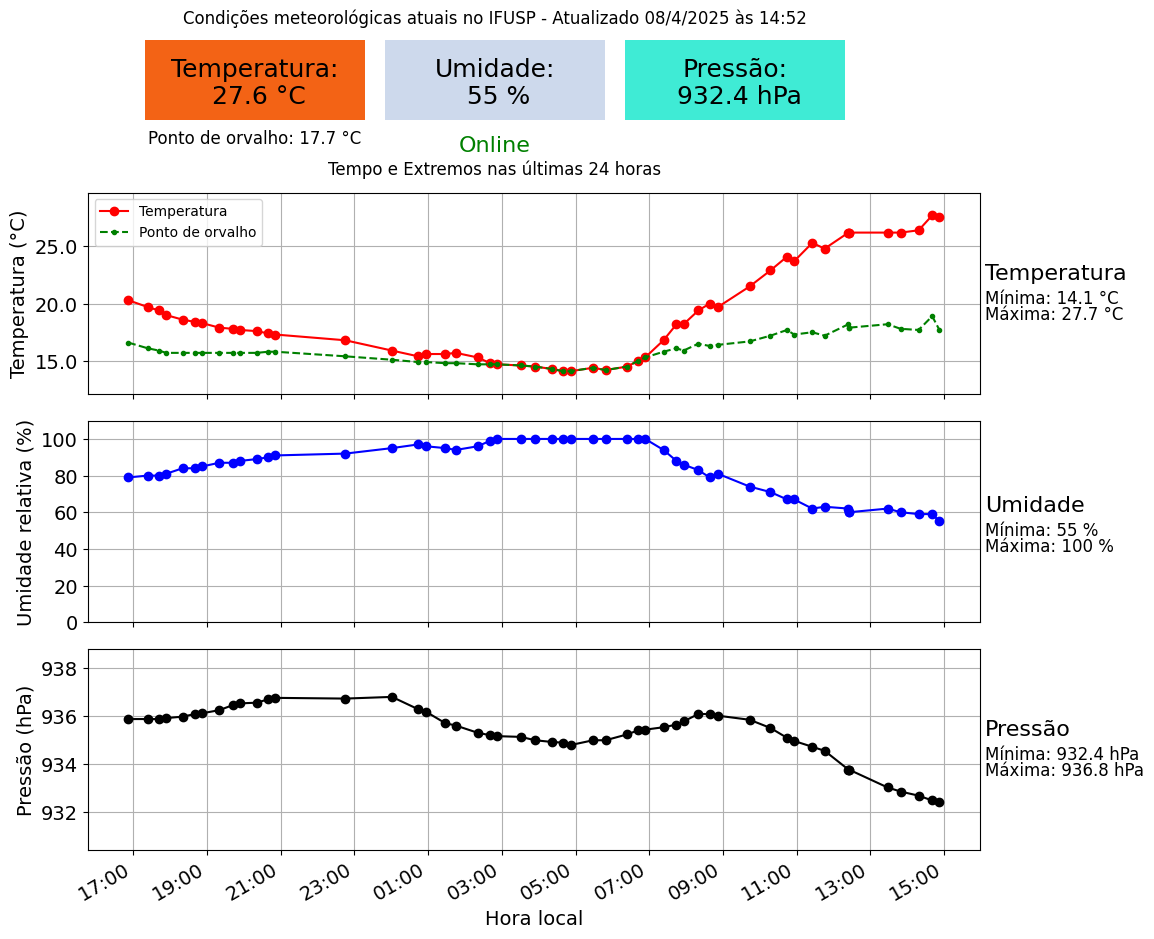 Condições meteorológicas atuais no IFUSP - Atualizado 08/4/2025 às 14:52
Temperatura:
27.6 °C
Umidade:
55 %
Pressão:
932.4 hPa
Ponto de orvalho: 17.7 °C
Online
Tempo e Extremos nas últimas 24 horas
Temperatura (°C)
25.0
20.0
15.0
Temperatura
Ponto de orvalho
Temperatura
Mínima: 14.1 °C
Máxima: 27.7 °C
Umidade relativa (%)
100
80
60
40
20
0
Umidade
Mínima: 55 %
Máxima: 100 %
Pressão (hPa)
938
936
934
932
Pressão
Mínima: 932.4 hPa
Máxima: 936.8 hPa
17:00
19:00
21:00
23:00
01:00
03:00
05:00
07:00
09:00
11:00
13:00
15:00
Hora local